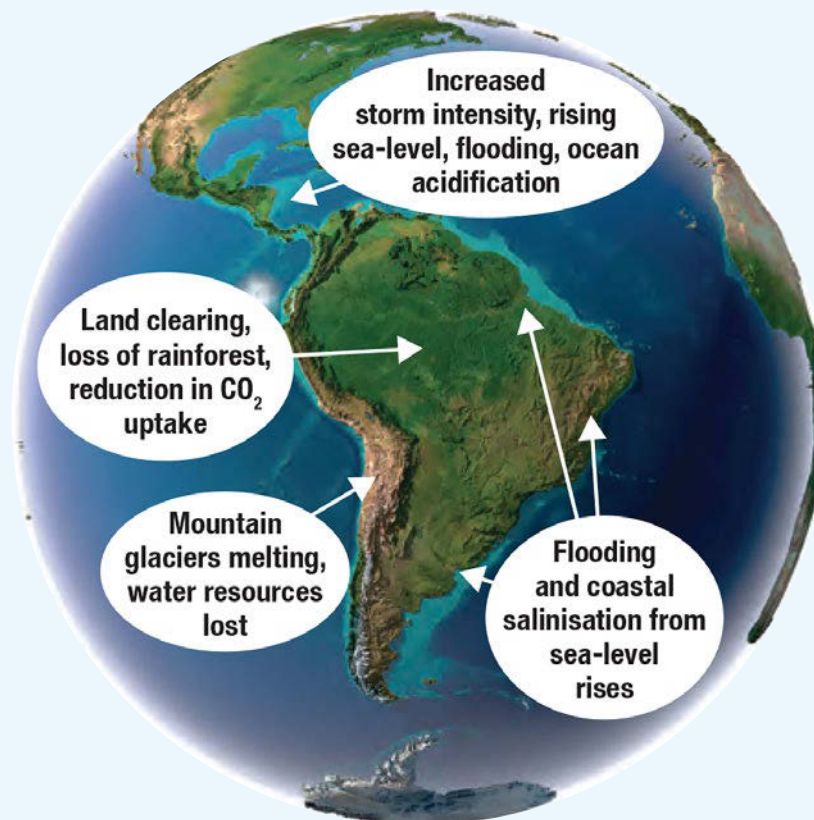 Increased
storm intensity, rising
sea-level, flooding, ocean
acidification
Land clearing,
loss of rainforest,
reduction in CO₂
uptake
Mountain
glaciers melting,
water resources
lost
Flooding
and coastal
salinisation from
sea-level
rises